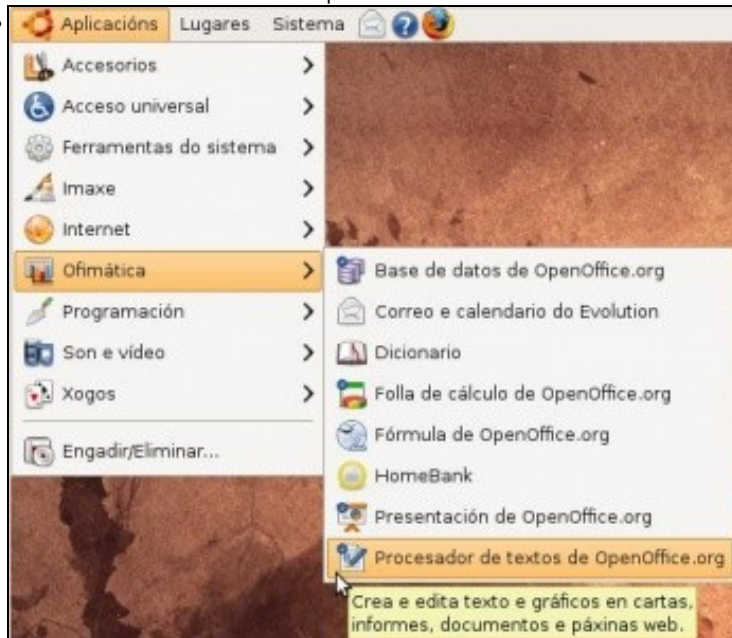 Aplicacións Lugares Sistema
Accesorios
Acceso universal
Ferramentas do sistema
Imaxe
Internet
Ofimática
Programación
Son e vídeo
Xogos
Engadir/Eliminar...
Base de datos de OpenOffice.org
Correo e calendario do Evolution
Dicionario
Folla de cálculo de OpenOffice.org
Fórmula de OpenOffice.org
HomeBank
Presentación de OpenOffice.org
Procesador de textos de OpenOffice.org
Crea e edita texto e gráficos en cartas,
informes, documentos e páxinas web.